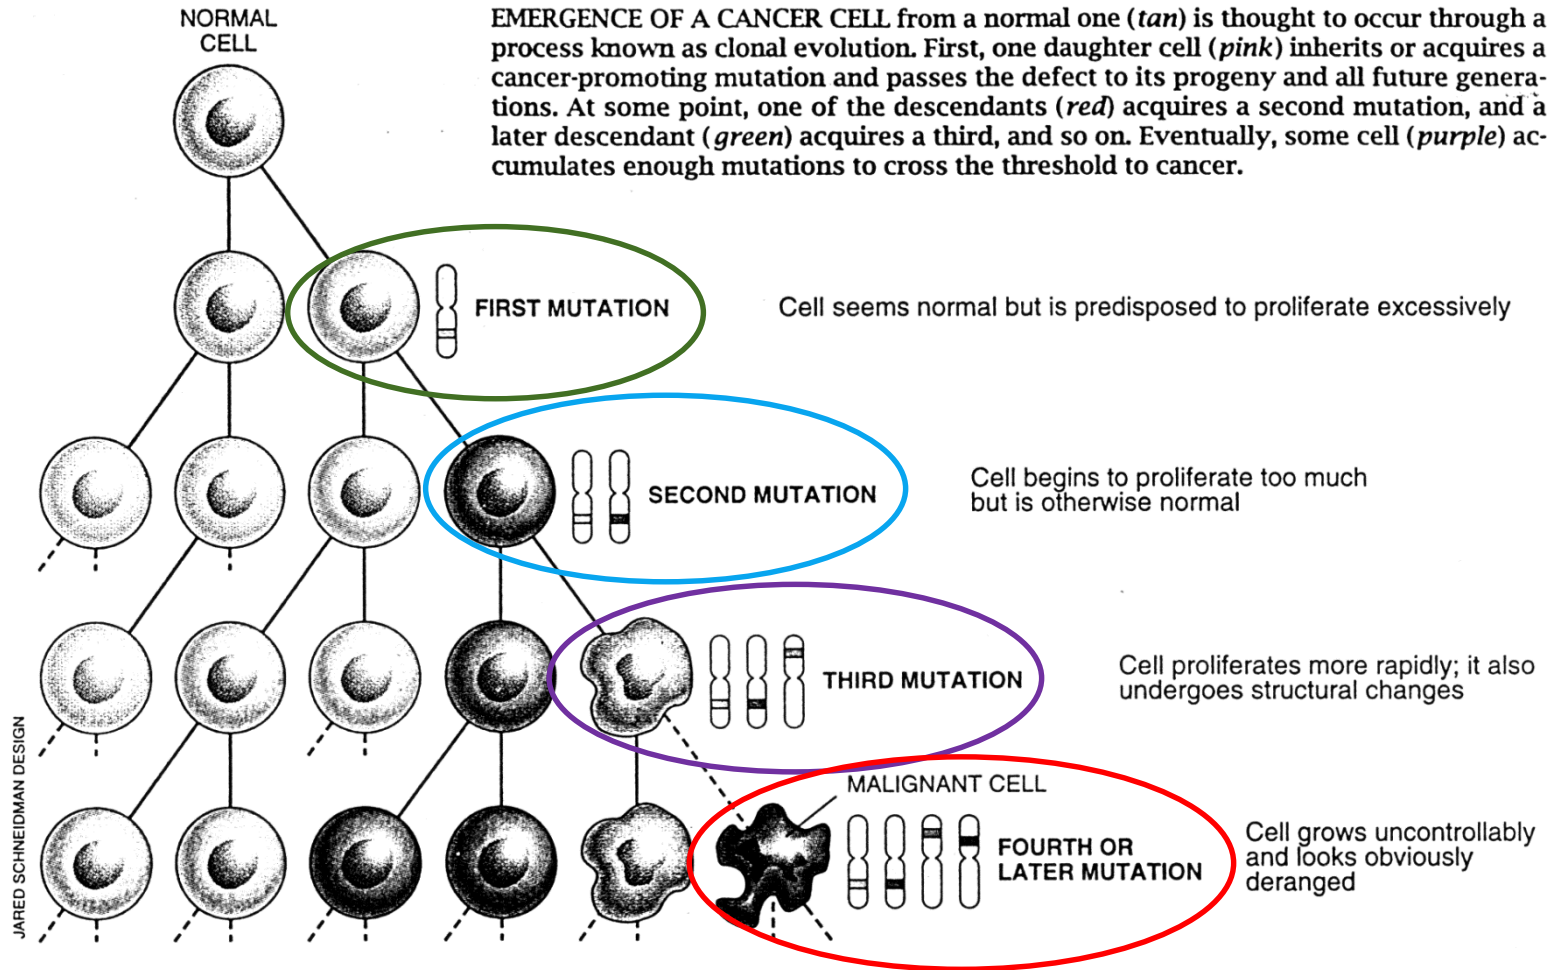 NORMAL
CELL
EMERGENCE OF A CANCER CELL from a normal one (tan) is thought to occur through a
process known as clonal evolution. First, one daughter cell (pink) inherits or acquires a
cancer-promoting mutation and passes the defect to its progeny and all future genera-
tions. At some point, one of the descendants (red) acquires a second mutation, and a
later descendant (green) acquires a third, and so on. Eventually, some cell (purple) ac-
cumulates enough mutations to cross the threshold to cancer.
FIRST MUTATION
Cell seems normal but is predisposed to proliferate excessively
SECOND MUTATION
Cell begins to proliferate too much
but is otherwise normal
THIRD MUTATION
Cell proliferates more rapidly; it also
undergoes structural changes
MALIGNANT CELL
FOURTH OR
LATER MUTATION
Cell grows uncontrollably
and looks obviously
deranged
JARED SCHNEIDMAN DESIGN